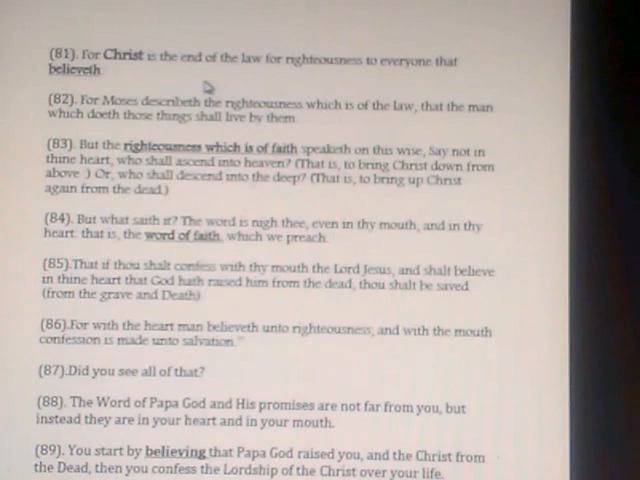 (81). For Christ is the end of the law for righteousness to everyone that
believeth.
(82). For Moses describeth the righteousness which is of the law, that the man
which doeth those things shall live by them.
(83). But the righteousness which is of faith speaketh on this wise, Say not in
thine heart, who shall ascend into heaven? (That is, to bring Christ down from
above.) Or, who shall descend into the deep? (That is, to bring up Christ
again from the dead.)
(84). But what saith it? The word is nigh thee, even in thy mouth, and in thy
heart: that is, the word of faith, which we preach.
(85).That if thou shalt confess with thy mouth the Lord Jesus, and shalt believe
in thine heart that God hath raised him from the dead, thou shalt be saved
(from the grave and Death)
(86).For with the heart man believeth unto righteousness, and with the mouth
confession is made unto salvation."
(87).Did you see all of that?
(88). The Word of Papa God and His promises are not far from you, but
instead they are in your heart and in your mouth.
(89). You start by believing that Papa God raised you, and the Christ from
the Dead, then you confess the Lordship of the Christ over your life.